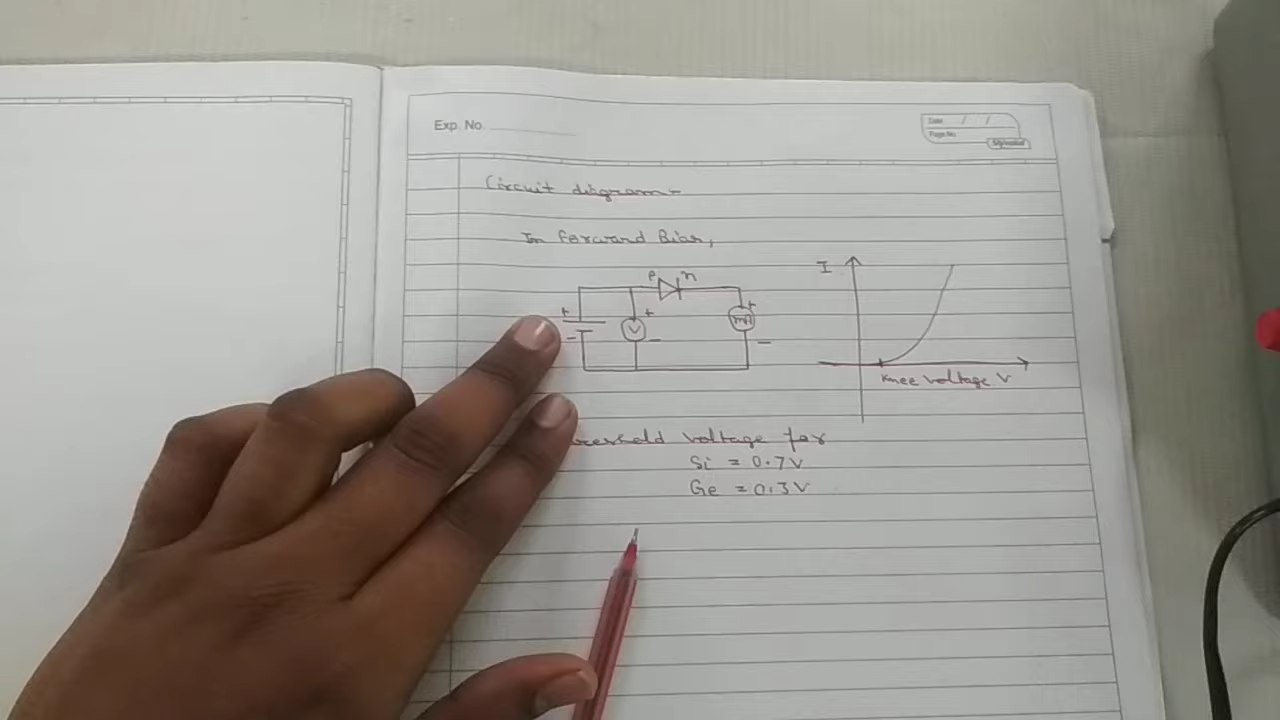 Exp. No.
Date / /
Page No.
Circuit diagram-
In Forward Bias,
P n
I
+ + +
V mA
- - -
Knee voltage V
reshold voltage for
Si = 0.7V
Ge = 0.3V